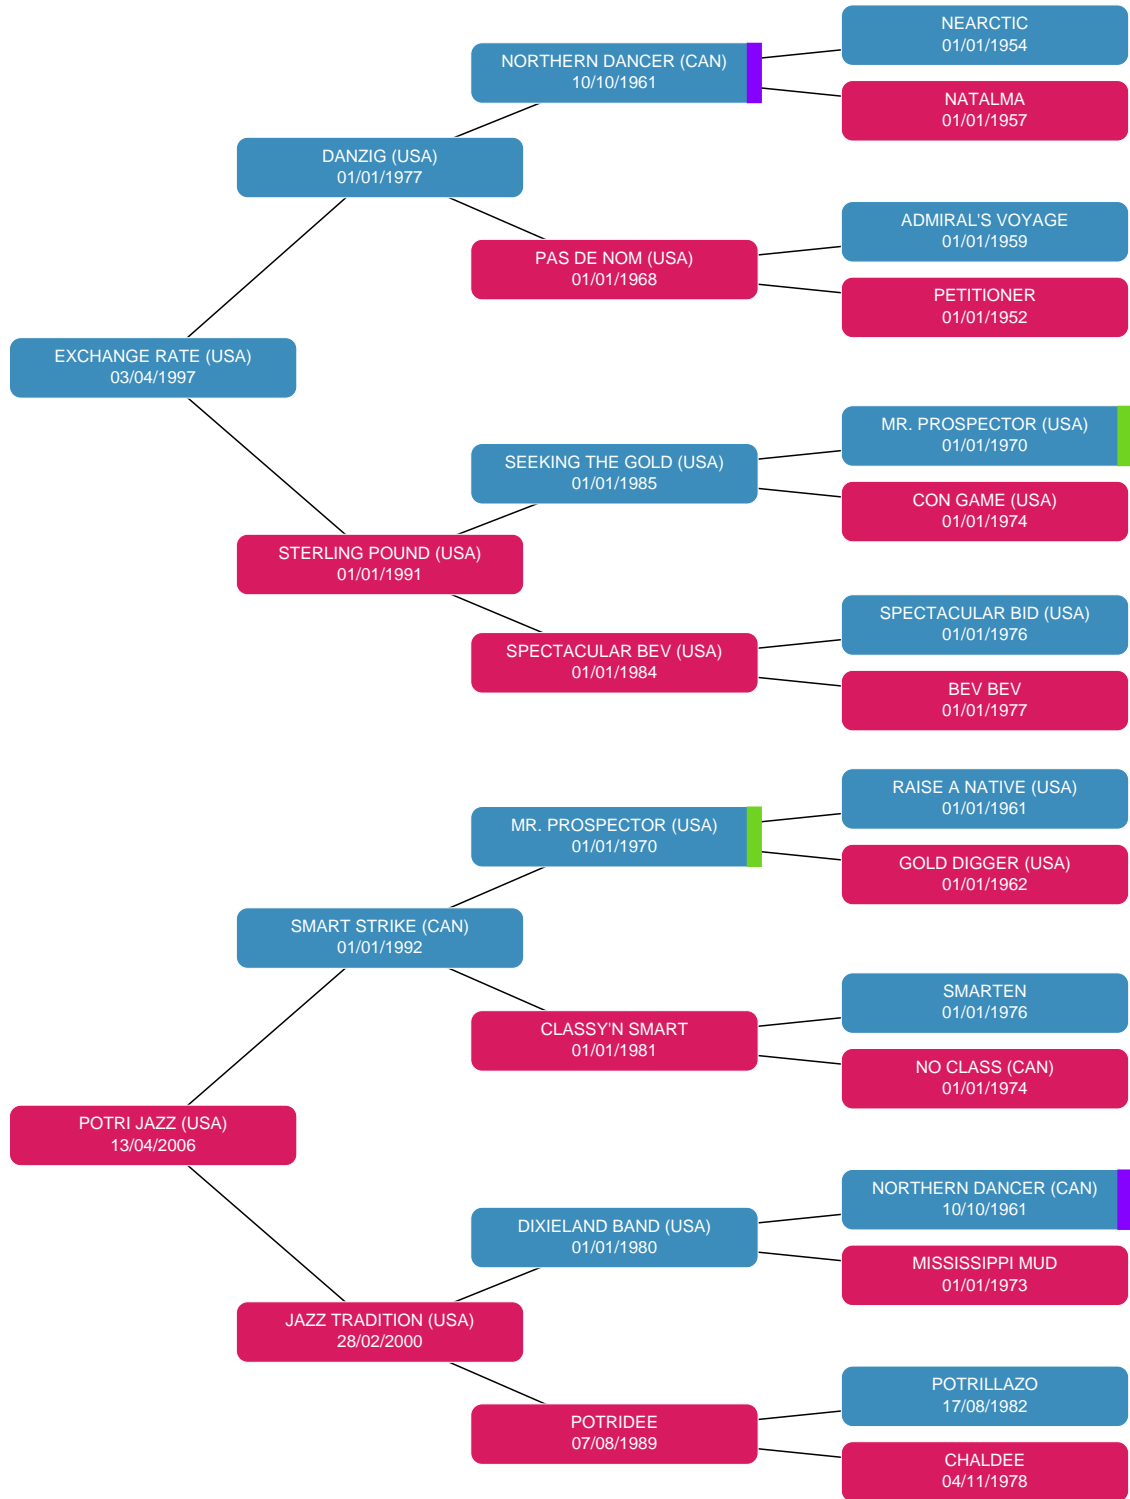 NEARCTIC
01/01/1954
NORTHERN DANCER (CAN)
10/10/1961
NATALMA
01/01/1957
DANZIG (USA)
01/01/1977
ADMIRAL'S VOYAGE
01/01/1959
PAS DE NOM (USA)
01/01/1968
PETITIONER
01/01/1952
EXCHANGE RATE (USA)
03/04/1997
MR. PROSPECTOR (USA)
01/01/1970
SEEKING THE GOLD (USA)
01/01/1985
CON GAME (USA)
01/01/1974
STERLING POUND (USA)
01/01/1991
SPECTACULAR BID (USA)
01/01/1976
SPECTACULAR BEV (USA)
01/01/1984
BEV BEV
01/01/1977
RAISE A NATIVE (USA)
01/01/1961
MR. PROSPECTOR (USA)
01/01/1970
GOLD DIGGER (USA)
01/01/1962
SMART STRIKE (CAN)
01/01/1992
SMARTEN
01/01/1976
CLASSY'N SMART
01/01/1981
NO CLASS (CAN)
01/01/1974
POTRI JAZZ (USA)
13/04/2006
NORTHERN DANCER (CAN)
10/10/1961
DIXIELAND BAND (USA)
01/01/1980
MISSISSIPPI MUD
01/01/1973
JAZZ TRADITION (USA)
28/02/2000
POTRILLAZO
17/08/1982
POTRIDEE
07/08/1989
CHALDEE
04/11/1978